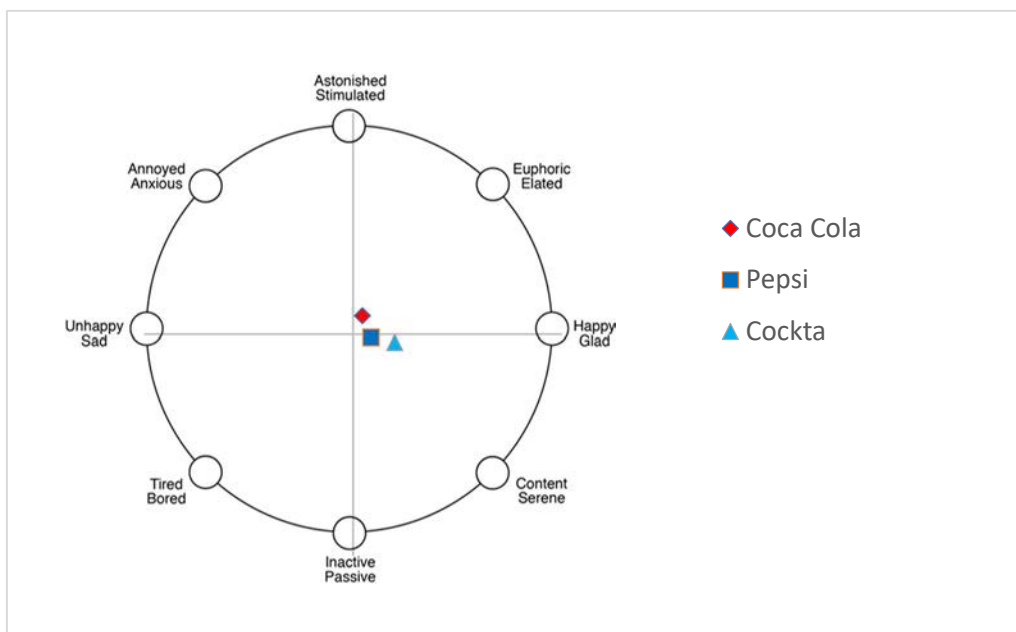 Astonished
Stimulated
Annoyed
Anxious
Euphoric
Elated
Unhappy
Sad
Happy
Glad
Tired
Bored
Content
Serene
Inactive
Passive
Coca Cola
Pepsi
Cockta